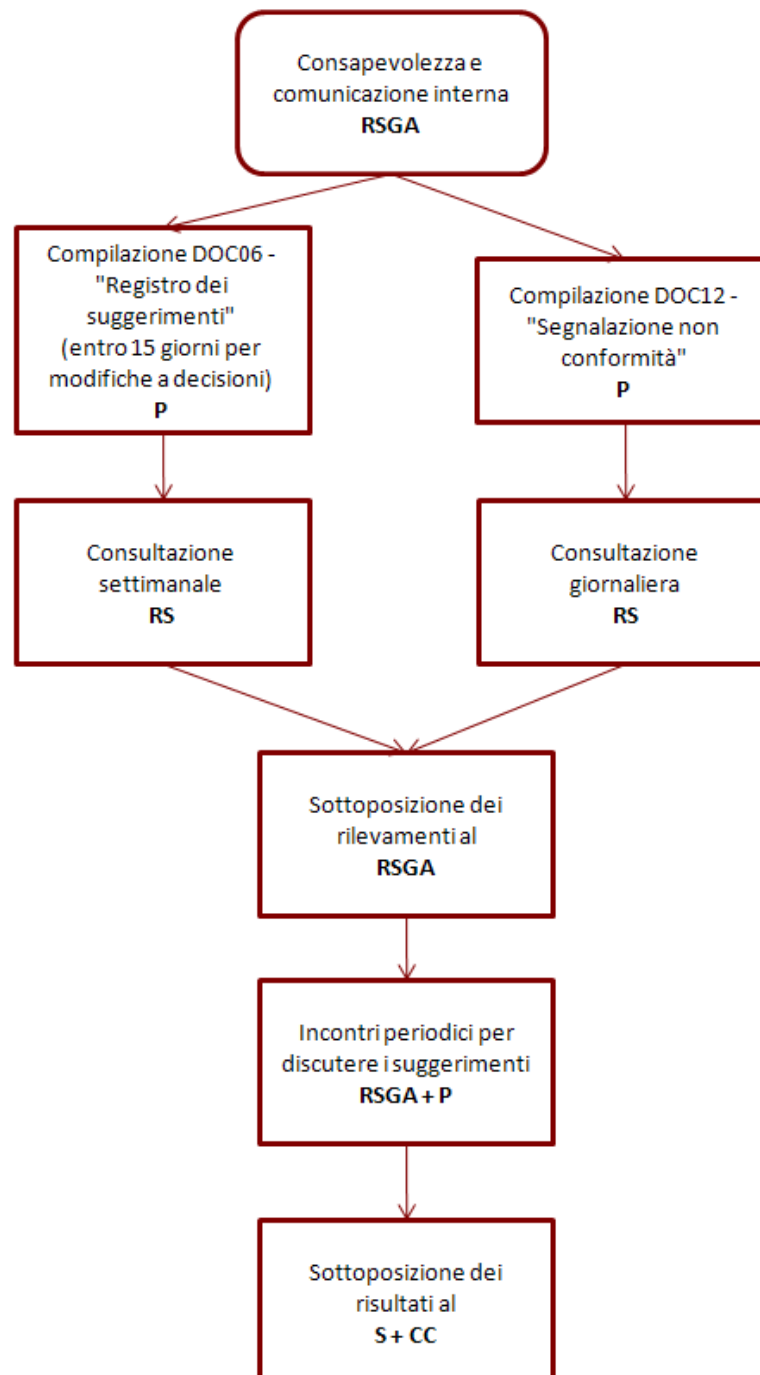 Consapevolezza e
comunicazione interna
RSGA
Compilazione DOC06 -
"Registro dei
suggerimenti"
(entro 15 giorni per
modifiche a decisioni)
P
Compilazione DOC12 -
"Segnalazione non
conformità"
P
Consultazione
settimanale
RS
Consultazione
giornaliera
RS
Sottoposizione dei
rilevamenti al
RSGA
Incontri periodici per
discutere i suggerimenti
RSGA + P
Sottoposizione dei
risultati al
S + CC